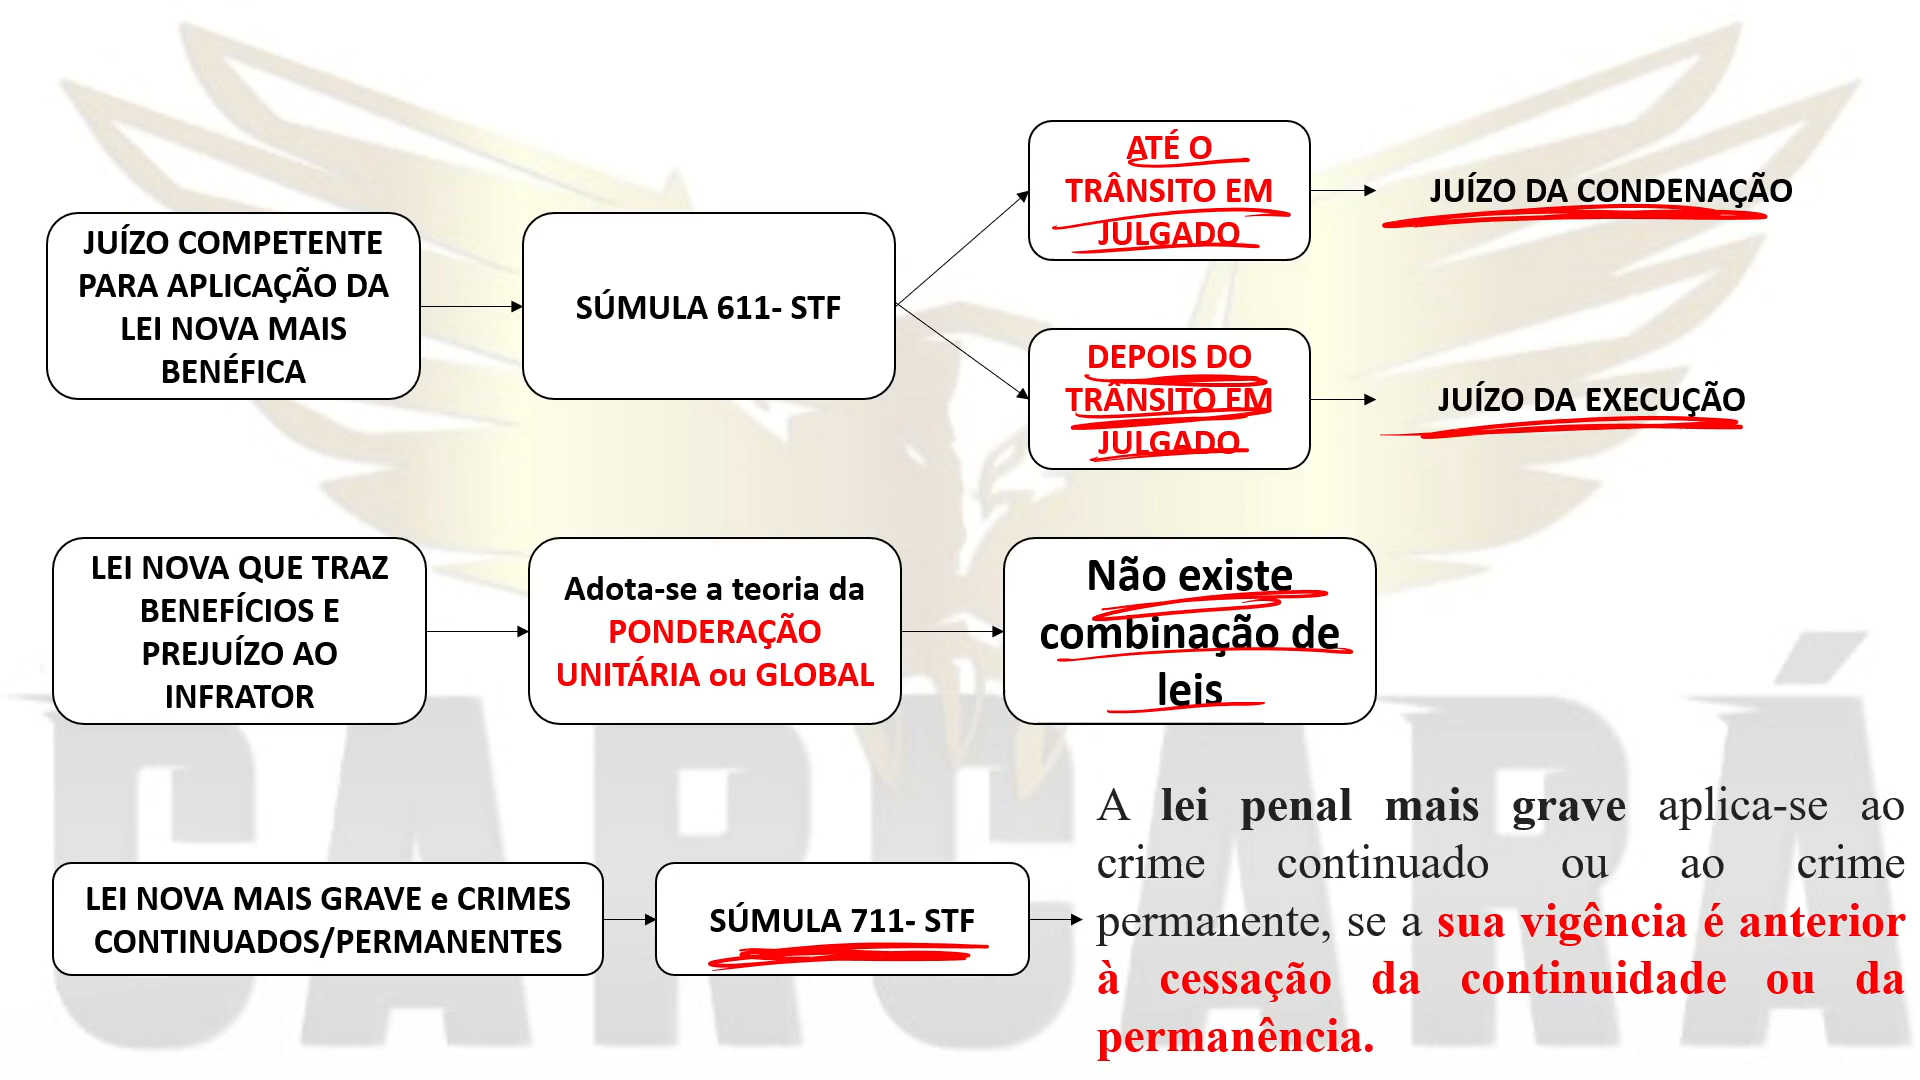 JUÍZO COMPETENTE
PARA APLICAÇÃO DA
LEI NOVA MAIS
BENÉFICA
SÚMULA 611- STF
ATÉ O
TRÂNSITO EM
JULGADO
JUÍZO DA CONDENAÇÃO
DEPOIS DO
TRÂNSITO EM
JULGADO
JUÍZO DA EXECUÇÃO
LEI NOVA QUE TRAZ
BENEFÍCIOS E
PREJUÍZO AO
INFRATOR
Adota-se a teoria da
PONDERAÇÃO
UNITÁRIA ou GLOBAL
Não existe
combinação de
leis
LEI NOVA MAIS GRAVE e CRIMES
CONTINUADOS/PERMANENTES
SÚMULA 711- STF
A lei penal mais grave aplica-se ao
crime continuado ou ao crime
permanente, se a sua vigência é anterior
à cessação da continuidade ou da
permanência.
CARCARÁ